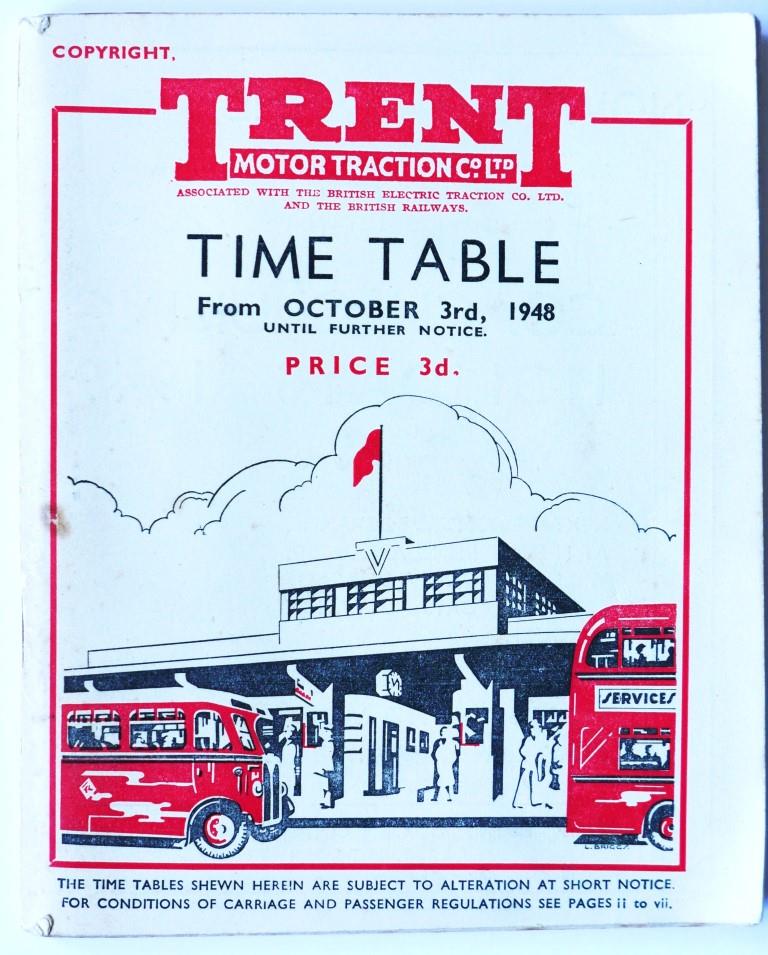 COPYRIGHT,
TRENT
MOTOR TRACTION Co. LTD.
ASSOCIATED WITH THE BRITISH ELECTRIC TRACTION CO. LTD.
AND THE BRITISH RAILWAYS.
TIME TABLE
From OCTOBER 3rd, 1948
UNTIL FURTHER NOTICE.
PRICE 3d.
SERVICES
L. BRIGGS
THE TIME TABLES SHEWN HEREIN ARE SUBJECT TO ALTERATION AT SHORT NOTICE.
FOR CONDITIONS OF CARRIAGE AND PASSENGER REGULATIONS SEE PAGES ii to vii.